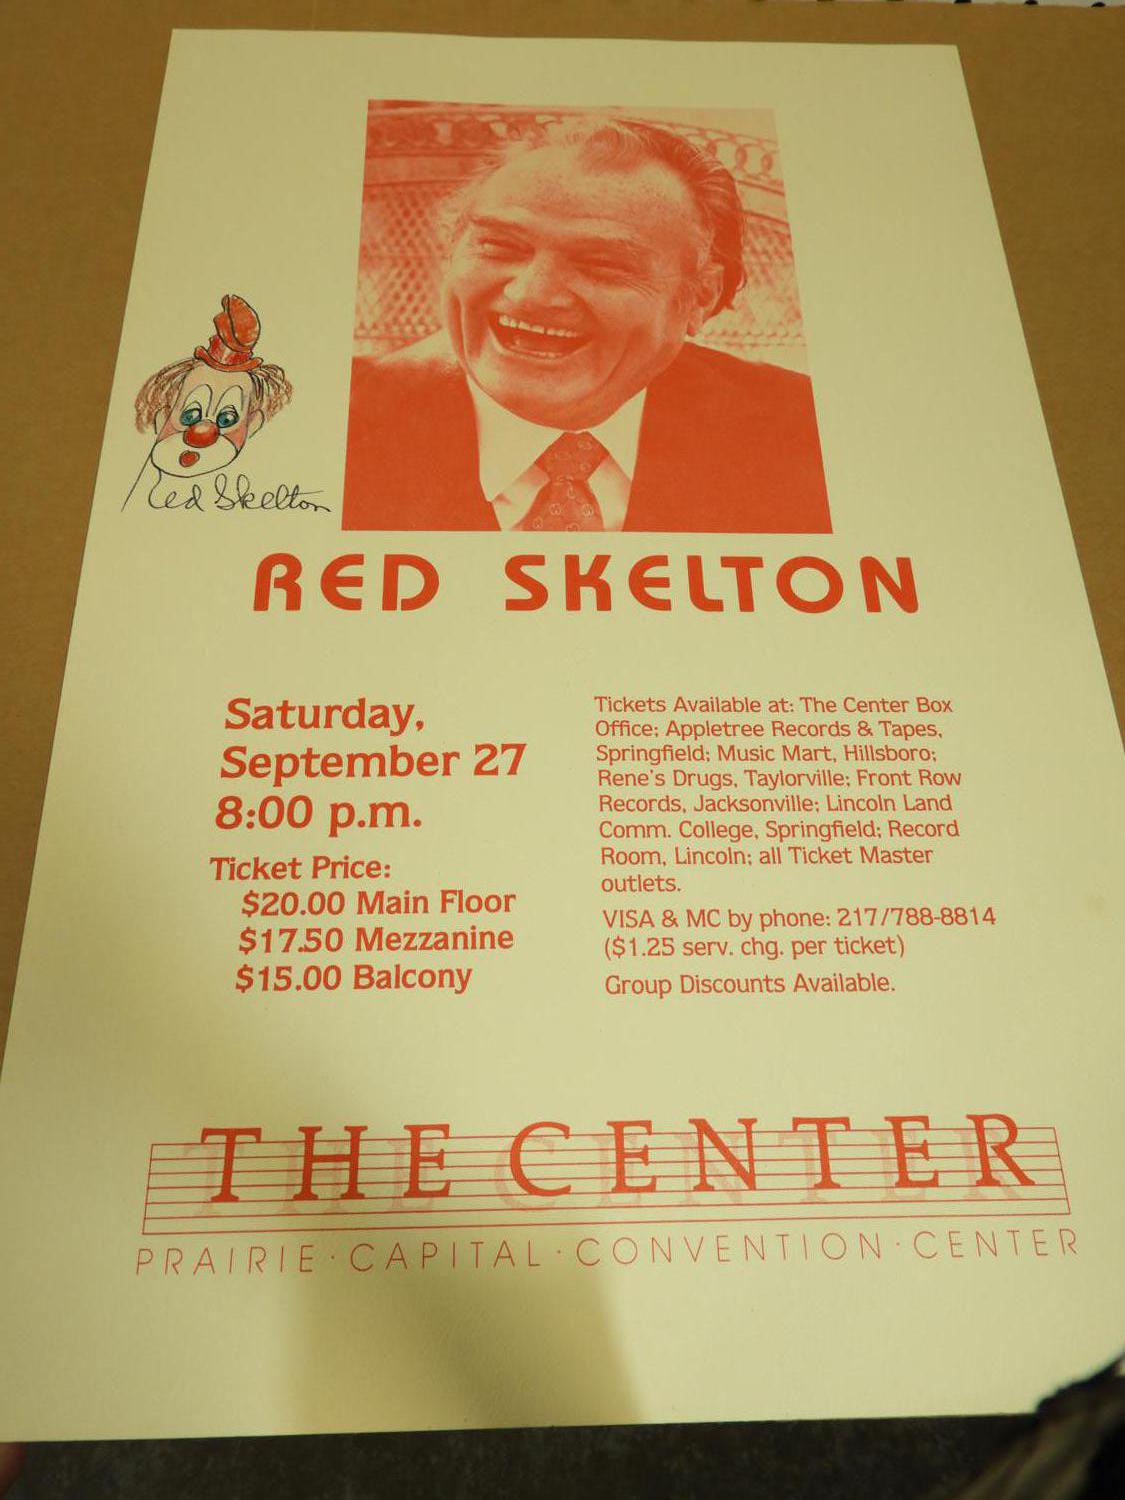 Red Skelton
RED SKELTON
Saturday,
September 27
8:00 p.m.
Ticket Price:
$20.00 Main Floor
$17.50 Mezzanine
$15.00 Balcony
Tickets Available at: The Center Box
Office; Appletree Records & Tapes,
Springfield; Music Mart, Hillsboro;
Rene's Drugs, Taylorville; Front Row
Records, Jacksonville; Lincoln Land
Comm. College, Springfield; Record
Room, Lincoln; all Ticket Master
outlets.
VISA & MC by phone: 217/788-8814
($1.25 serv. chg. per ticket)
Group Discounts Available.
THE CENTER
PRAIRIE · CAPITAL · CONVENTION · CENTER